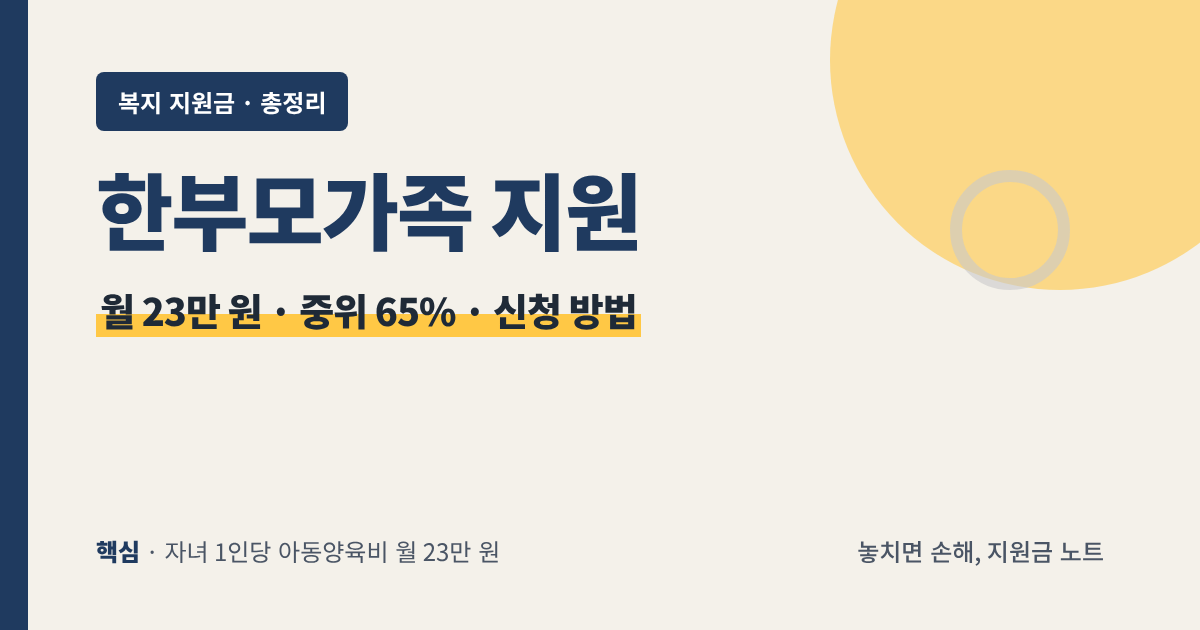 복지 지원금 · 총정리
한부모가족 지원
월 23만 원 · 중위 65% · 신청 방법
핵심 · 자녀 1인당 아동양육비 월 23만 원
놓치면 손해, 지원금 노트